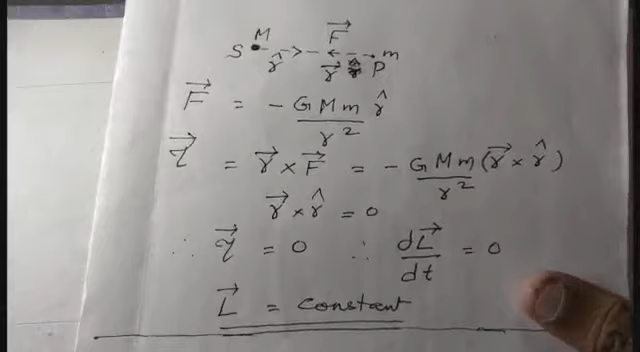 M F⃗
S r̂ r⃗ P m
F⃗ = - GMm/r² r̂
τ⃗ = r⃗ × F⃗ = - GMm/r² (r⃗ × r̂)
r⃗ × r̂ = 0
∴ τ⃗ = 0 ∴ dL⃗/dt = 0
L⃗ = constant